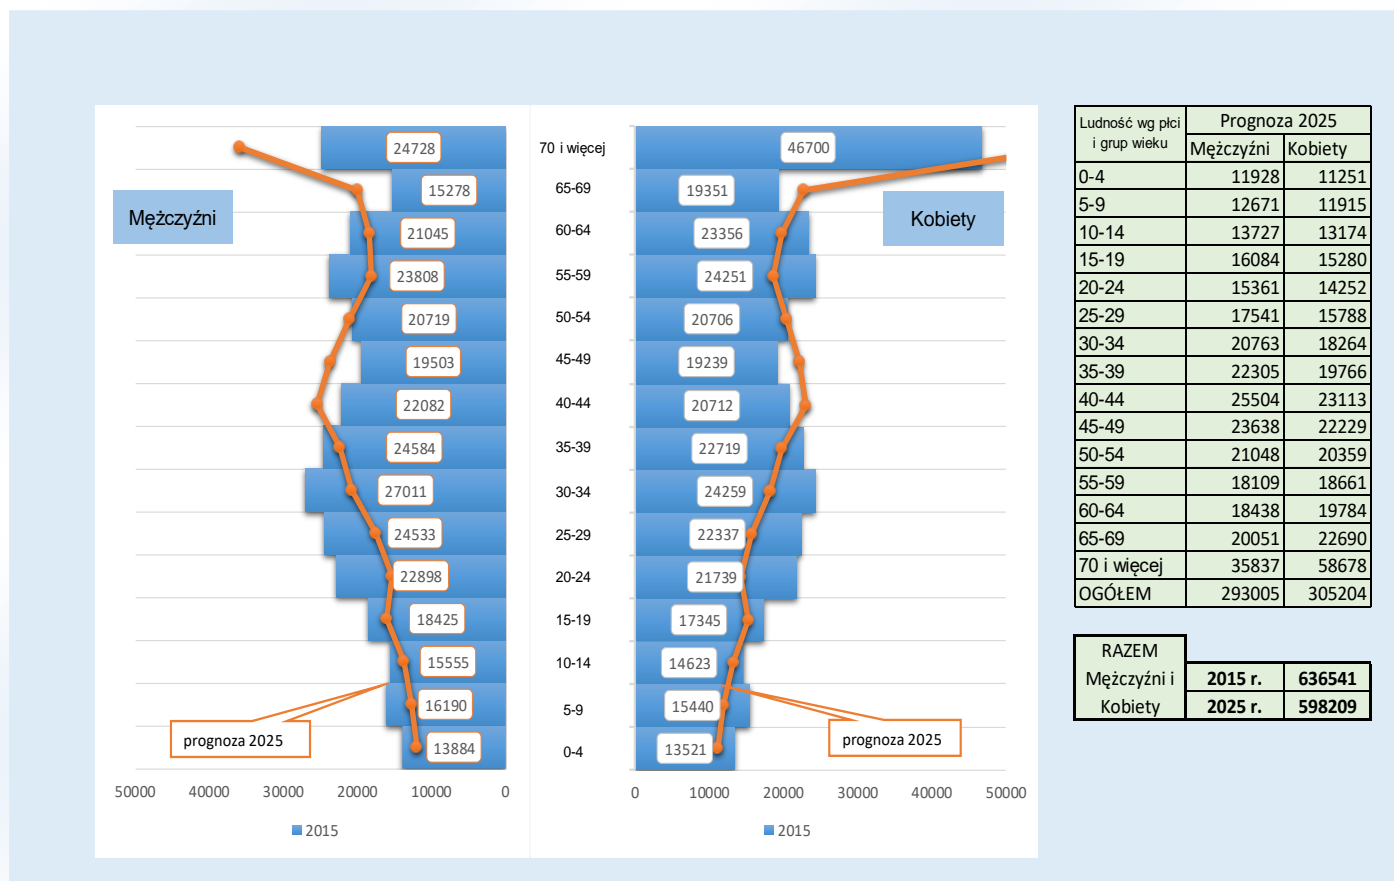 Mężczyźni
24728
15278
21045
23808
20719
19503
22082
24584
27011
24533
22898
18425
15555
16190
13884
prognoza 2025
50000 40000 30000 20000 10000 0
2015
70 i więcej
65-69
60-64
55-59
50-54
45-49
40-44
35-39
30-34
25-29
20-24
15-19
10-14
5-9
0-4
Kobiety
46700
19351
23356
24251
20706
19239
20712
22719
24259
22337
21739
17345
14623
15440
13521
prognoza 2025
0 10000 20000 30000 40000 50000
2015
Ludność wg płci i grup wieku Prognoza 2025
Mężczyźni Kobiety
0-4 11928 11251
5-9 12671 11915
10-14 13727 13174
15-19 16084 15280
20-24 15361 14252
25-29 17541 15788
30-34 20763 18264
35-39 22305 19766
40-44 25504 23113
45-49 23638 22229
50-54 21048 20359
55-59 18109 18661
60-64 18438 19784
65-69 20051 22690
70 i więcej 35837 58678
OGÓŁEM 293005 305204
RAZEM
Mężczyźni i 2015 r. 636541
Kobiety 2025 r. 598209